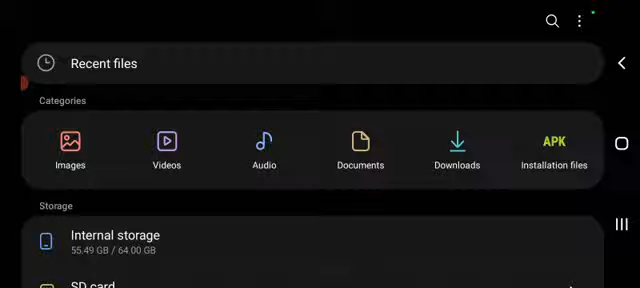 Recent files
Categories
Images
Videos
Audio
Documents
Downloads
APK
Installation files
Storage
Internal storage
55.49 GB / 64.00 GB
SD card